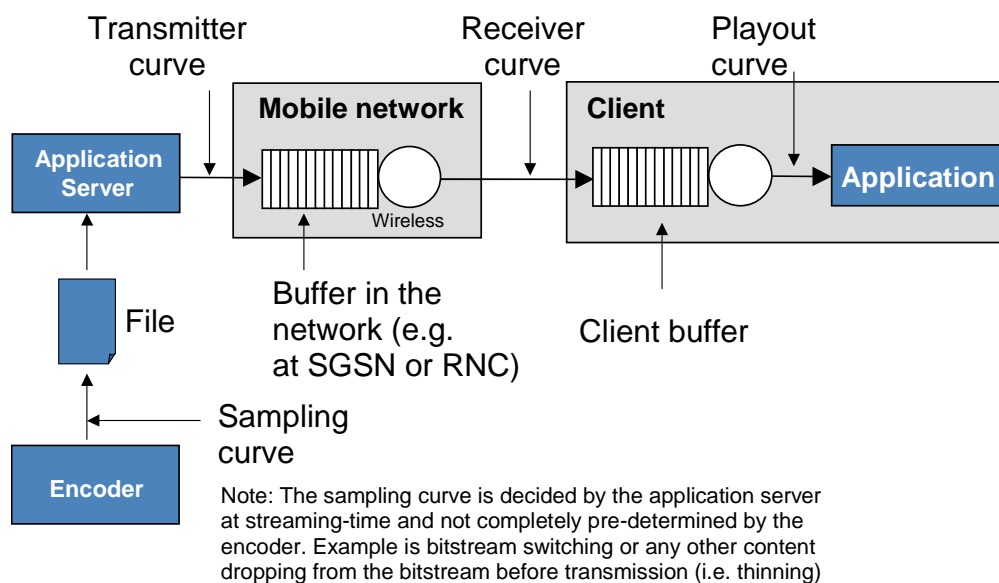 Transmitter
curve
Receiver
curve
Playout
curve
Mobile network
Client
Application
Server
Wireless
Application
File
Buffer in the
network (e.g.
at SGSN or RNC)
Client buffer
Sampling
curve
Encoder
Note: The sampling curve is decided by the application server
at streaming-time and not completely pre-determined by the
encoder. Example is bitstream switching or any other content
dropping from the bitstream before transmission (i.e. thinning)